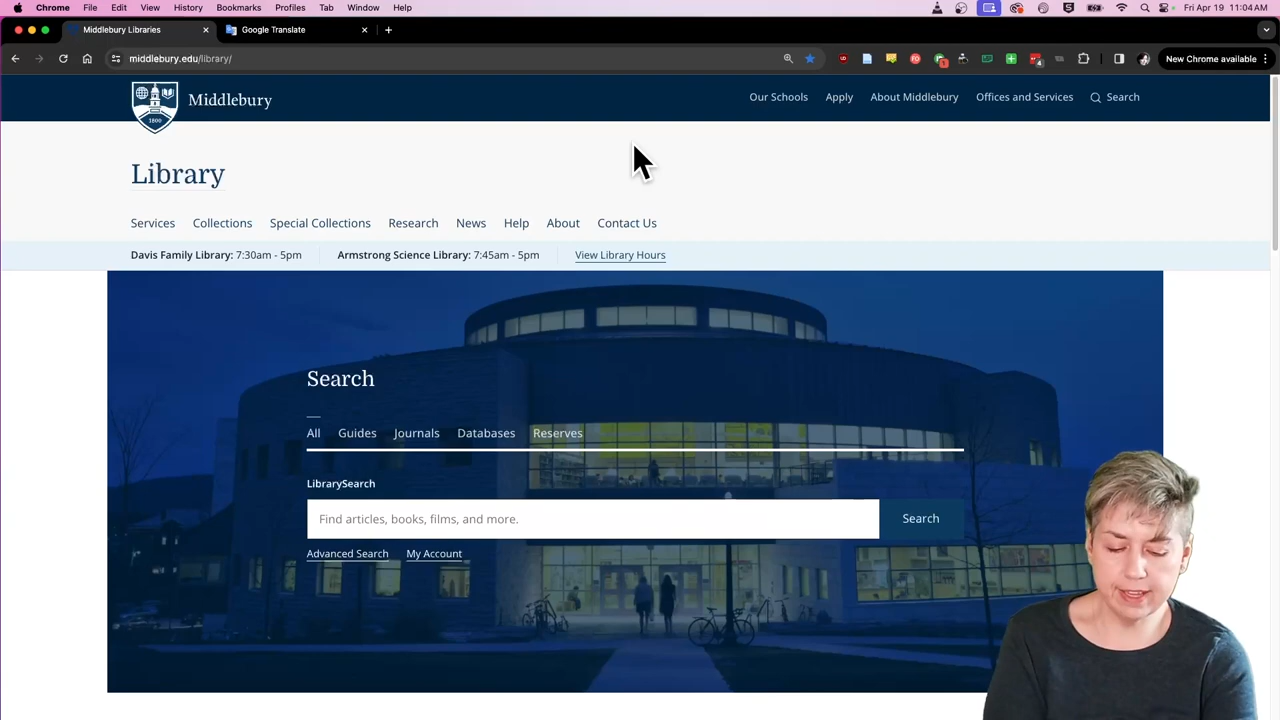 Chrome File Edit View History Bookmarks Profiles Tab Window Help Fri Apr 19 11:04 AM
Middlebury Libraries Google Translate
middlebury.edu/library/ New Chrome available
Middlebury Our Schools Apply About Middlebury Offices and Services Search
1800
Library
Services Collections Special Collections Research News Help About Contact Us
Davis Family Library: 7:30am - 5pm Armstrong Science Library: 7:45am - 5pm View Library Hours
Search
All Guides Journals Databases Reserves
LibrarySearch
Find articles, books, films, and more. Search
Advanced Search My Account